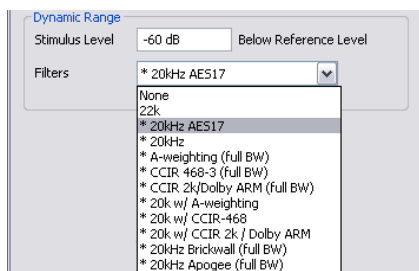 Dynamic Range
Stimulus Level -60 dB Below Reference Level
Filters * 20kHz AES17
None
22k
* 20kHz AES17
* 20kHz
* A-weighting (full BW)
* CCIR 468-3 (full BW)
* CCIR 2k/Dolby ARM (full BW)
* 20k w/ A-weighting
* 20k w/ CCIR-468
* 20k w/ CCIR 2k / Dolby ARM
* 20kHz Brickwall (full BW)
* 20kHz Apogee (full BW)